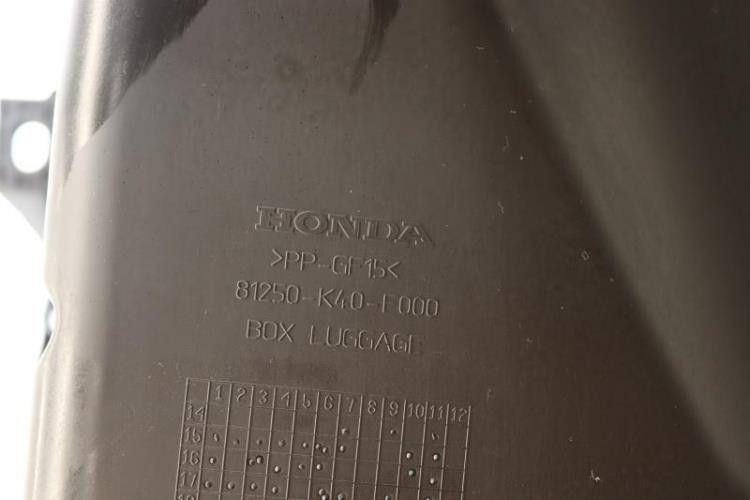 HONDA
>PP-GF15<
81250-K40-F000
BOX LUGGAGE
1 2 3 4 5 6 7 8 9 10 11 12
14
15
16
17